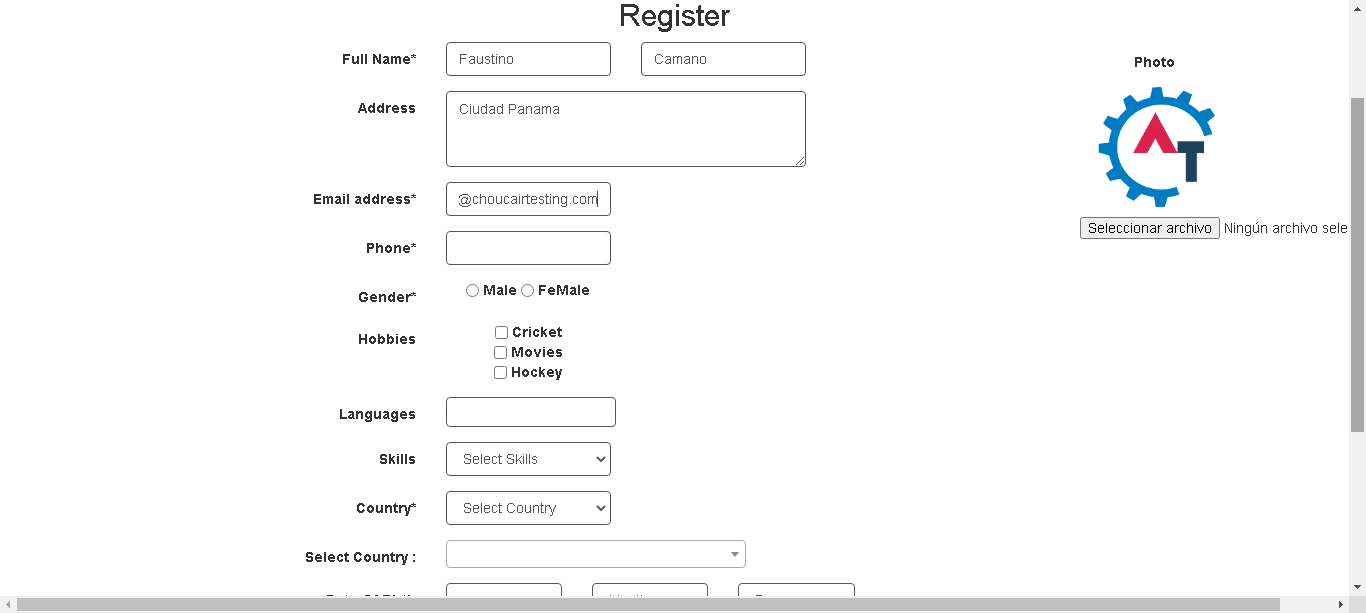 Register
Full Name* Faustino Camano
Photo
Address Ciudad Panama
AT
Email address* @choucairtesting.com
Seleccionar archivo Ningún archivo sele
Phone*
Gender* Male FeMale
Hobbies Cricket
Movies
Hockey
Languages
Skills Select Skills
Country* Select Country
Select Country :